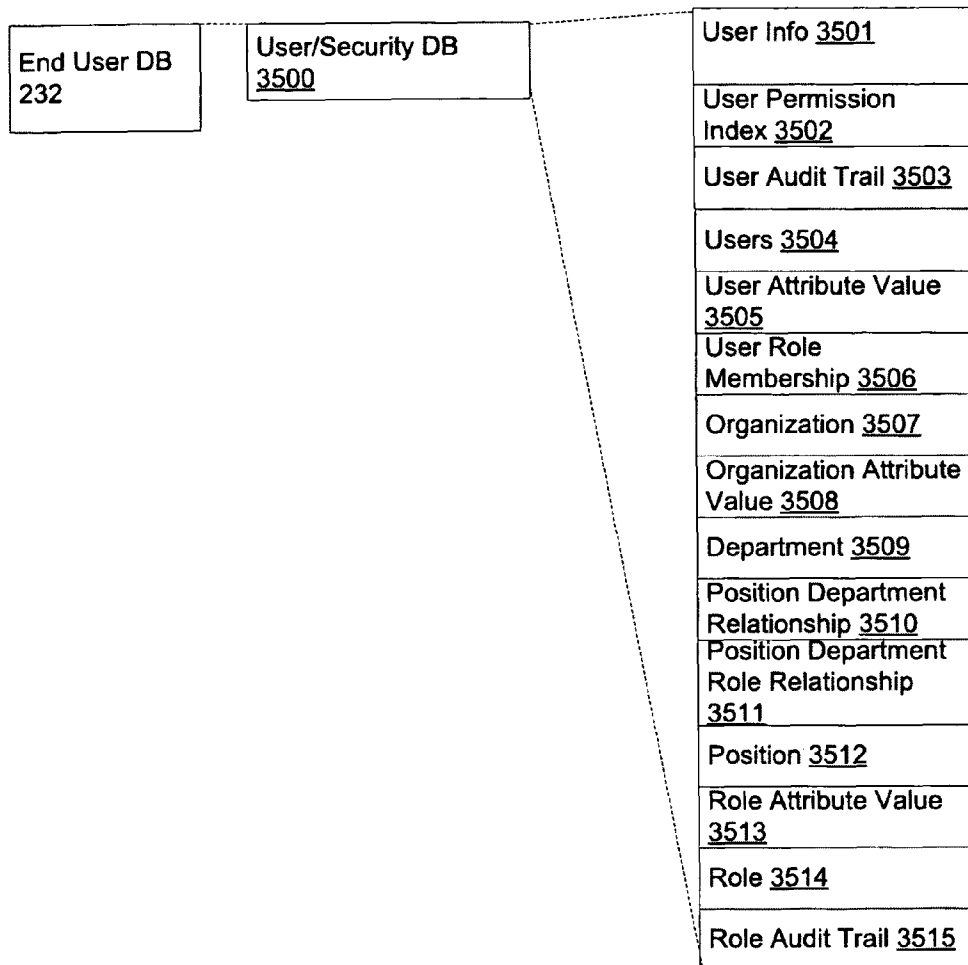 End User DB
232
User/Security DB
3500
User Info 3501
User Permission
Index 3502
User Audit Trail 3503
Users 3504
User Attribute Value
3505
User Role
Membership 3506
Organization 3507
Organization Attribute
Value 3508
Department 3509
Position Department
Relationship 3510
Position Department
Role Relationship
3511
Position 3512
Role Attribute Value
3513
Role 3514
Role Audit Trail 3515